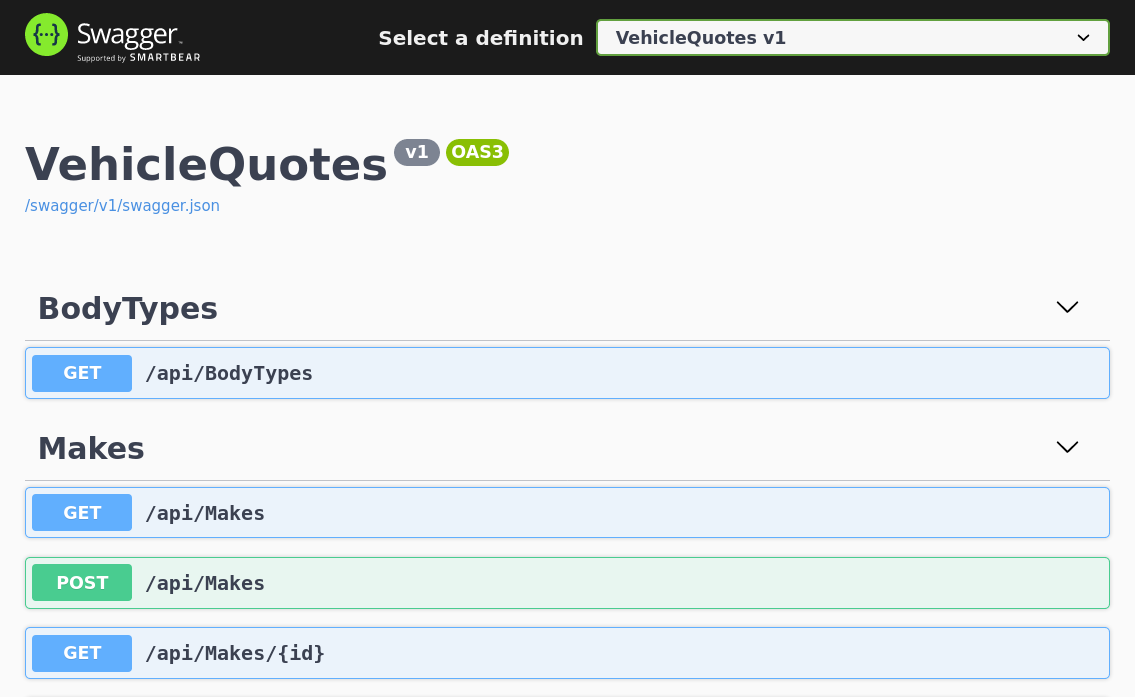 {···} Swagger™
Supported by SMARTBEAR
Select a definition
VehicleQuotes v1
VehicleQuotes v1 OAS3
/swagger/v1/swagger.json
BodyTypes
GET /api/BodyTypes
Makes
GET /api/Makes
POST /api/Makes
GET /api/Makes/{id}